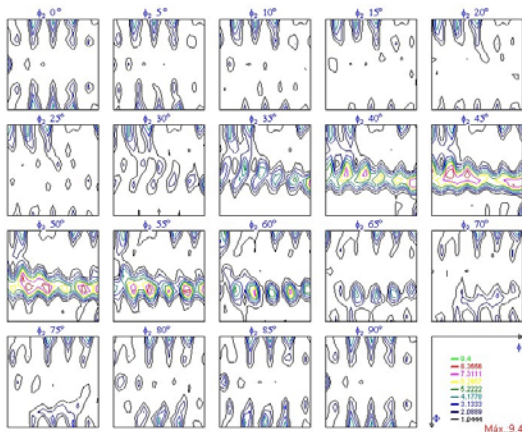 ϕ2 0°
ϕ2 5°
ϕ2 10°
ϕ2 15°
ϕ2 20°
ϕ2 25°
ϕ2 30°
ϕ2 35°
ϕ2 40°
ϕ2 45°
ϕ2 50°
ϕ2 55°
ϕ2 60°
ϕ2 65°
ϕ2 70°
ϕ2 75°
ϕ2 80°
ϕ2 85°
ϕ2 90°
Φ
9.4
8.3556
7.3111
5.2222
4.1778
3.1333
2.0889
1.0444
Máx. 9.4